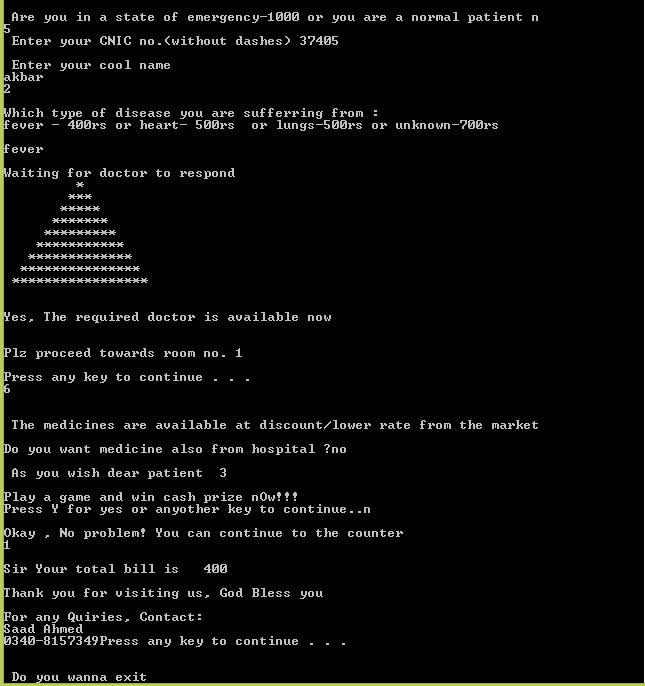 Are you in a state of emergency-1000 or you are a normal patient n
5
Enter your CNIC no.(without dashes) 37405
Enter your cool name
akbar
2
Which type of disease you are sufferring from :
fever - 400rs or heart- 500rs  or lungs-500rs or unknown-700rs
fever
Waiting for doctor to respond
*
***
*****
*******
*********
***********
*************
***************
*****************
Yes, The required doctor is available now
Plz proceed towards room no. 1
Press any key to continue . . .
6
The medicines are available at discount/lower rate from the market
Do you want medicine also from hospital ?no
As you wish dear patient  3
Play a game and win cash prize nOw!!!
Press Y for yes or anyother key to continue..n
Okay , No problem! You can continue to the counter
1
Sir Your total bill is   400
Thank you for visiting us, God Bless you
For any Quiries, Contact:
Saad Ahmed
0340-8157349Press any key to continue . . .
Do you wanna exit